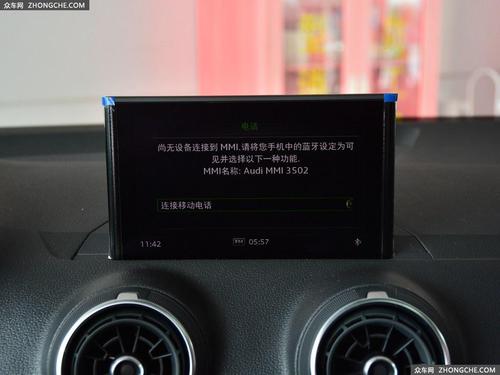 众车网 ZHONGCHE.COM
电话
尚无设备连接到 MMI.请将您手机中的蓝牙设定为可
见并选择以下一种功能.
MMI名称: Audi MMI 3502
连接移动电话
11:42
05:57
众车网 ZHONGCHE.COM